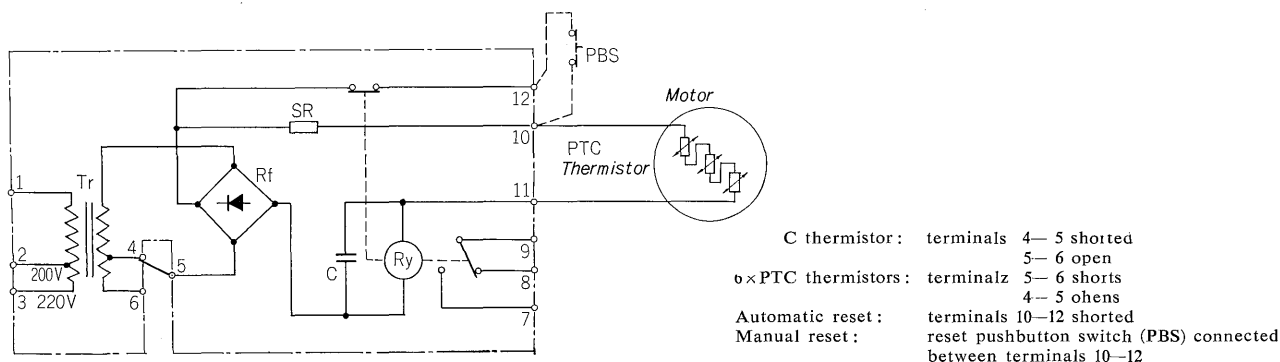 PBS
12
Motor
SR
10
PTC
Thermistor
1
Tr
Rf
11
4
5
C
Ry
9
8
2
200V
3 220V
6
7
C thermistor: terminals 4—5 shorted
5—6 open
6×PTC thermistors: terminalz 5—6 shorts
4—5 ohens
Automatic reset: terminals 10—12 shorted
Manual reset: reset pushbutton switch (PBS) connected
between terminals 10—12